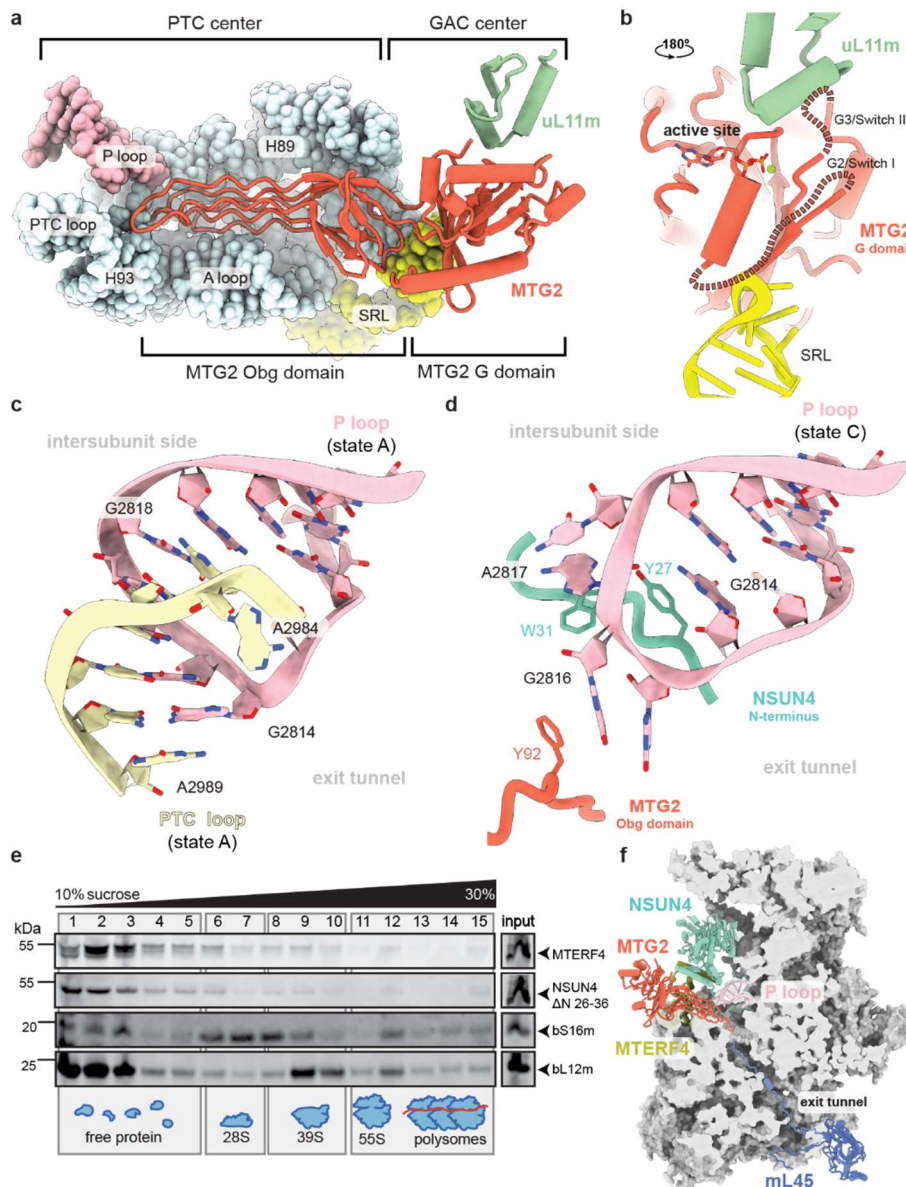 a
PTC center
GAC center
uL11m
P loop
H89
PTC loop
H93
A loop
SRL
MTG2
MTG2 Obg domain
MTG2 G domain
b
180°
uL11m
G3/Switch II
active site
G2/Switch I
MTG2
G domain
SRL
c
P loop
(state A)
intersubunit side
G2818
A2984
G2814
A2989
exit tunnel
PTC loop
(state A)
d
P loop
(state C)
intersubunit side
A2817
Y27
G2814
W31
G2816
NSUN4
N-terminus
Y92
exit tunnel
MTG2
Obg domain
e
10% sucrose
30%
kDa
1 2 3 4 5 6 7 8 9 10 11 12 13 14 15
input
55
MTERF4
55
NSUN4
ΔN 26-36
20
bS16m
25
bL12m
free protein
28S
39S
55S
polysomes
f
NSUN4
MTG2
P loop
MTERF4
exit tunnel
mL45